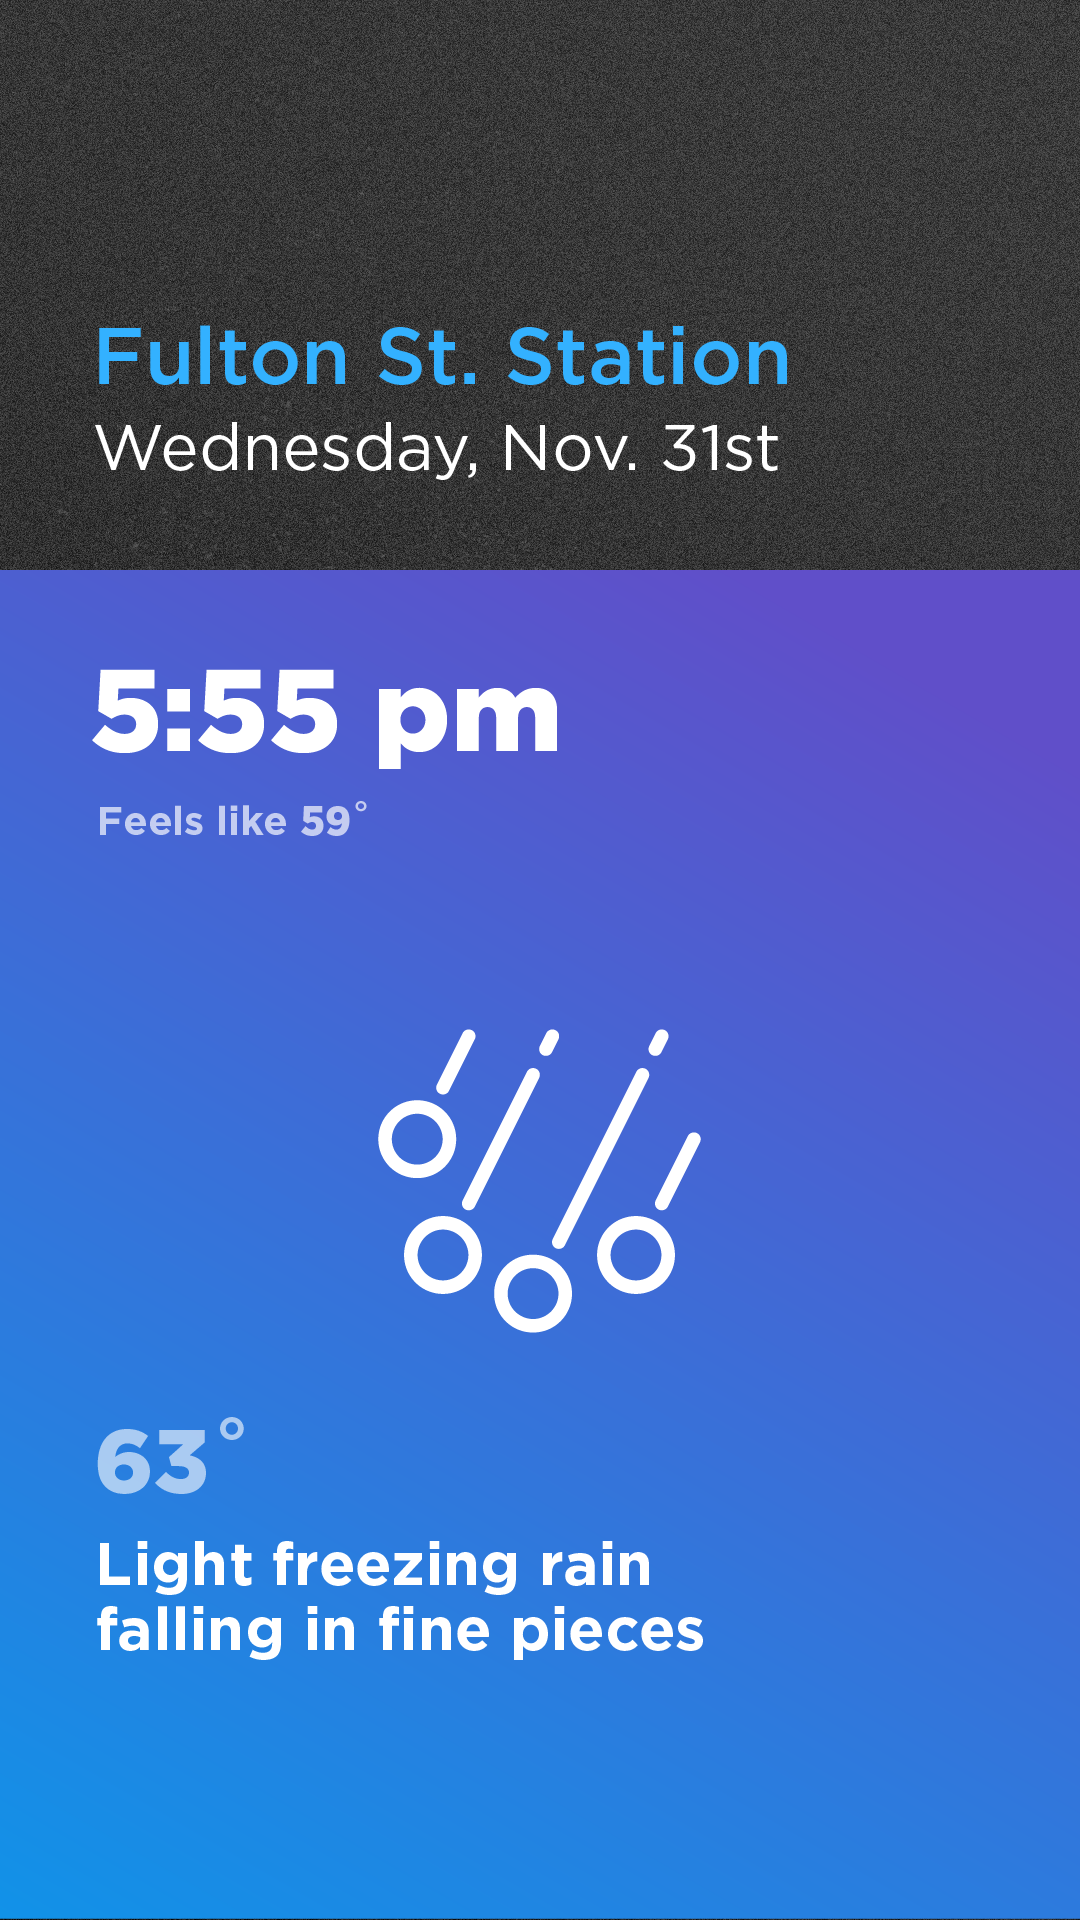 Fulton St. Station
Wednesday, Nov. 31st
5:55 pm
Feels like 59°
63°
Light freezing rain
falling in fine pieces